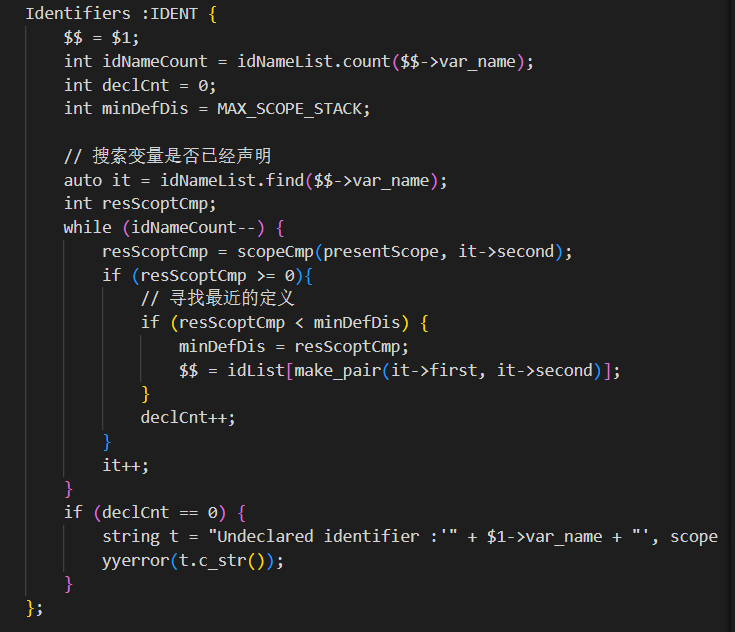 Identifiers :IDENT {
    $$ = $1;
    int idNameCount = idNameList.count($$->var_name);
    int declCnt = 0;
    int minDefDis = MAX_SCOPE_STACK;

    // 搜索变量是否已经声明
    auto it = idNameList.find($$->var_name);
    int resScoptCmp;
    while (idNameCount--) {
        resScoptCmp = scopeCmp(presentScope, it->second);
        if (resScoptCmp >= 0){
            // 寻找最近的定义
            if (resScoptCmp < minDefDis) {
                minDefDis = resScoptCmp;
                $$ = idList[make_pair(it->first, it->second)];
            }
            declCnt++;
        }
        it++;
    }
    if (declCnt == 0) {
        string t = "Undeclared identifier :'" + $1->var_name + "', scope
        yyerror(t.c_str());
    }
};